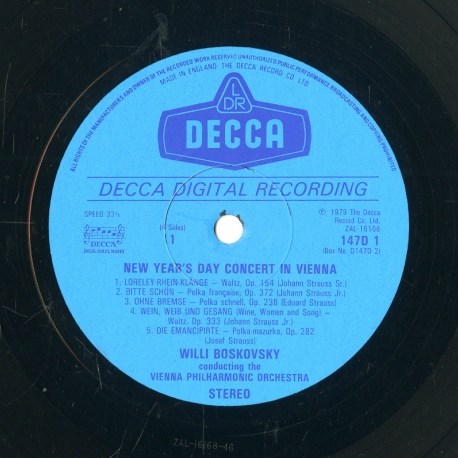 ALL RIGHTS OF THE MANUFACTURERS AND OWNER OF THE RECORDED WORK RESERVED UNAUTHORISED PUBLIC PERFORMANCE BROADCASTING AND COPYING PROHIBITED.
MADE IN ENGLAND. THE DECCA RECORD CO LTD.
L
DR
DECCA
DECCA DIGITAL RECORDING
SPEED 33⅓
(4 Sides)
1
DECCA
℗ 1979 The Decca
Record Co. Ltd.
ZAL-16168
147D 1
(Box No. D147D 2)
NEW YEAR'S DAY CONCERT IN VIENNA
1. LORELEY-RHEIN-KLÄNGE – Waltz, Op. 154 (Johann Strauss Sr.)
2. BITTE SCHÖN – Polka française, Op. 372 (Johann Strauss Jr.)
3. OHNE BREMSE – Polka schnell, Op. 238 (Eduard Strauss)
4. WEIN, WEIB UND GESANG (Wine, Women and Song) –
Waltz, Op. 333 (Johann Strauss Jr.)
5. DIE EMANCIPIRTE – Polka-mazurka, Op. 282
(Josef Strauss)
WILLI BOSKOVSKY
conducting the
VIENNA PHILHARMONIC ORCHESTRA
STEREO
ZAL-16168-4G